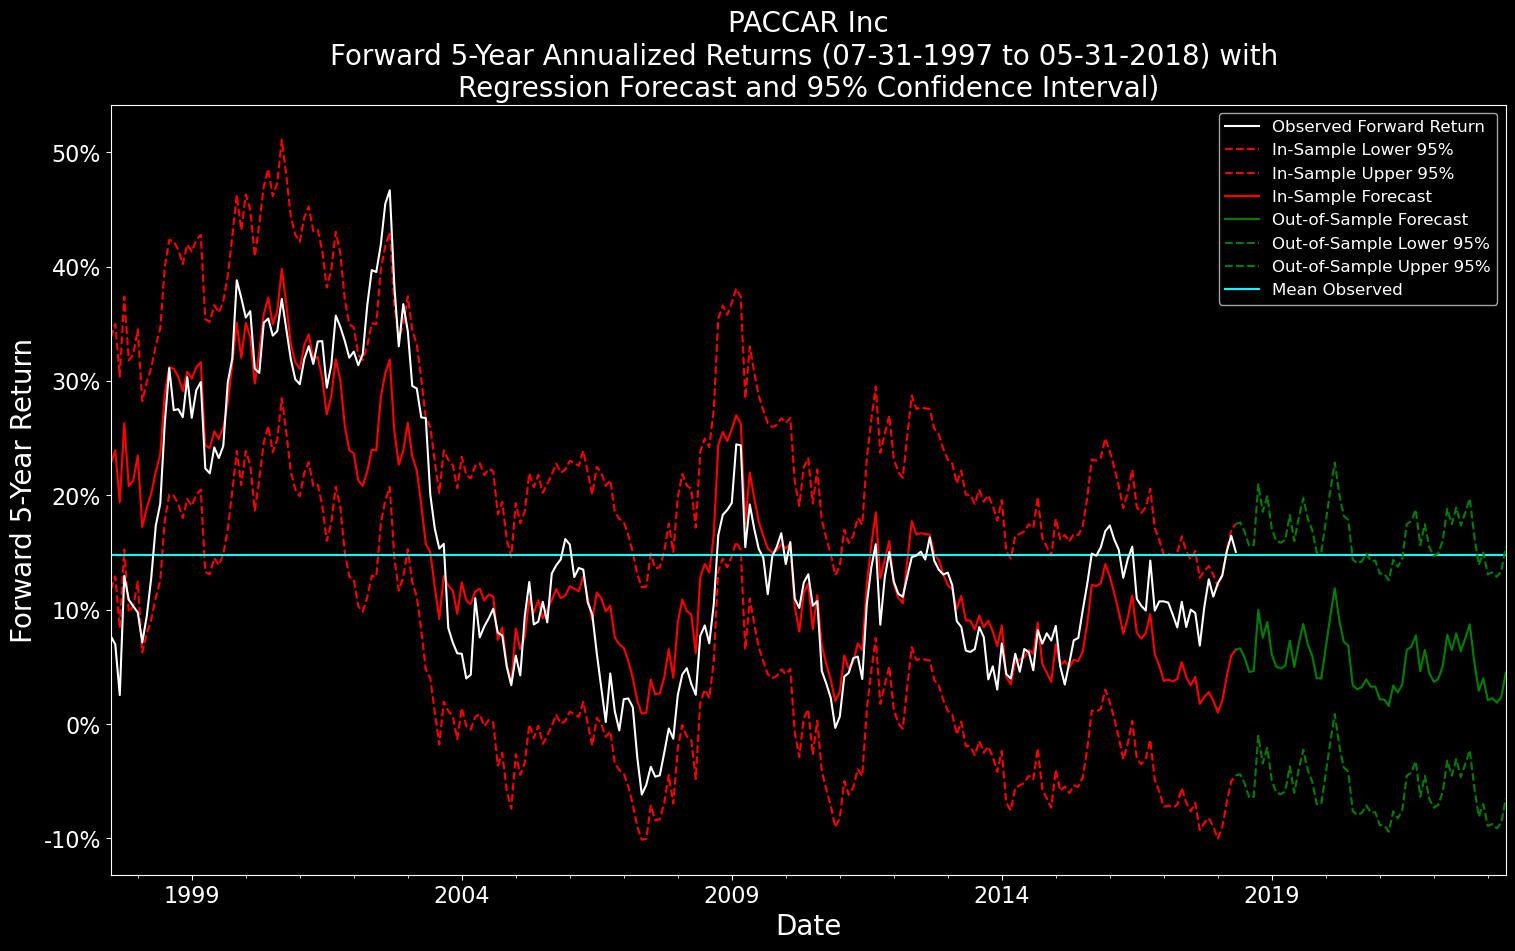 PACCAR Inc
Forward 5-Year Annualized Returns (07-31-1997 to 05-31-2018) with
Regression Forecast and 95% Confidence Interval)
Observed Forward Return
In-Sample Lower 95%
In-Sample Upper 95%
In-Sample Forecast
Out-of-Sample Forecast
Out-of-Sample Lower 95%
Out-of-Sample Upper 95%
Mean Observed
Forward 5-Year Return
50%
40%
30%
20%
10%
0%
-10%
1999 2004 2009 2014 2019
Date